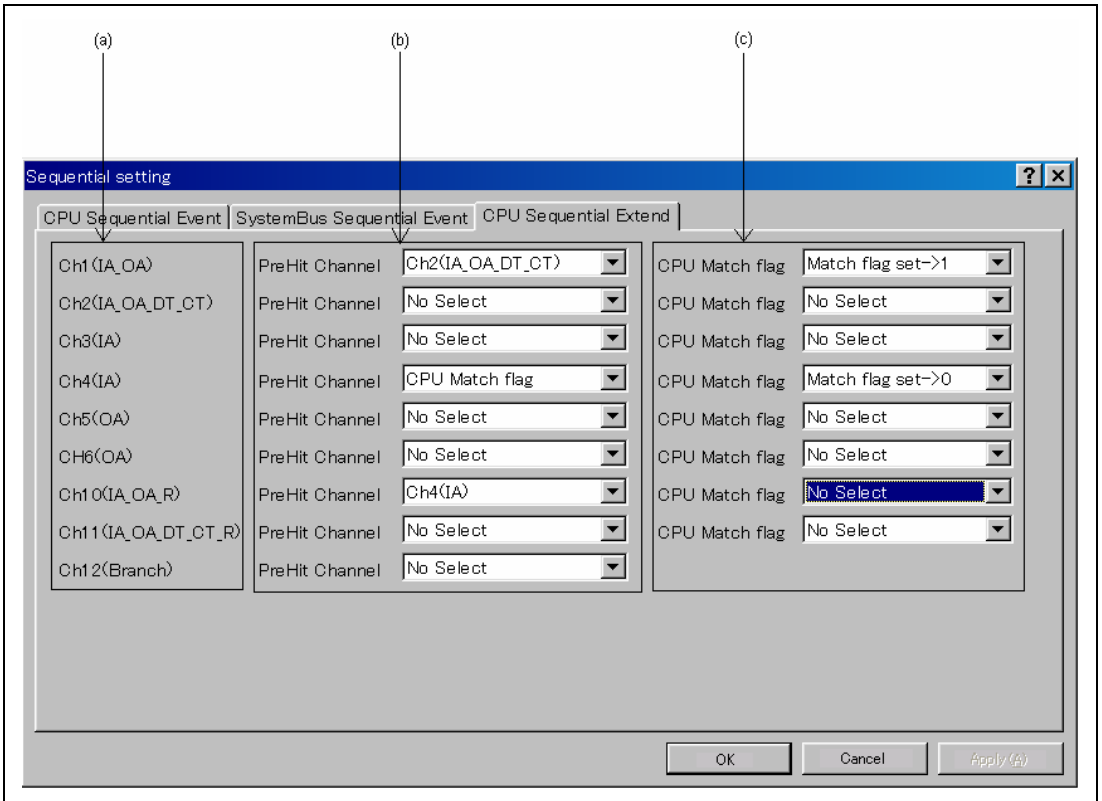 (a) (b) (c)
Sequential setting
CPU Sequential Event SystemBus Sequential Event CPU Sequential Extend
Ch1(IA_OA) PreHit Channel Ch2(IA_OA_DT_CT) CPU Match flag Match flag set->1
Ch2(IA_OA_DT_CT) PreHit Channel No Select CPU Match flag No Select
Ch3(IA) PreHit Channel No Select CPU Match flag No Select
Ch4(IA) PreHit Channel CPU Match flag CPU Match flag Match flag set->0
Ch5(OA) PreHit Channel No Select CPU Match flag No Select
CH6(OA) PreHit Channel No Select CPU Match flag No Select
Ch10(IA_OA_R) PreHit Channel Ch4(IA) CPU Match flag No Select
Ch11(IA_OA_DT_CT_R) PreHit Channel No Select CPU Match flag No Select
Ch12(Branch) PreHit Channel No Select
OK Cancel Apply(A)